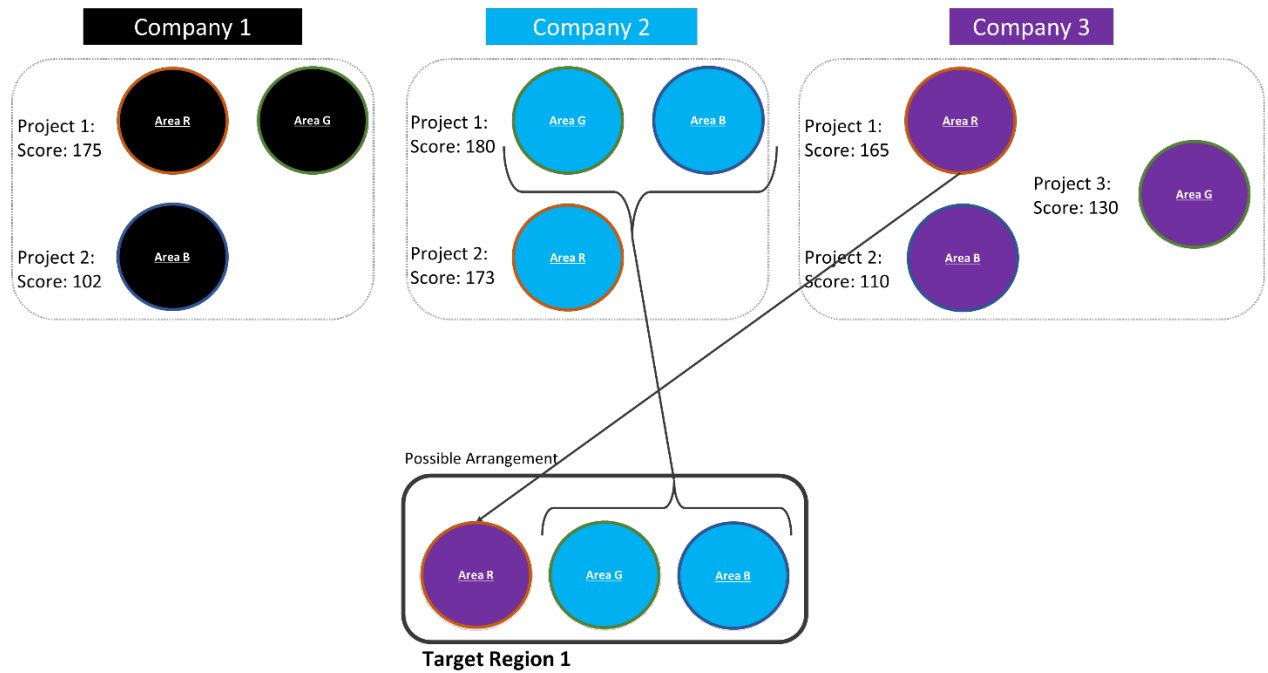 Company 1
Company 2
Company 3
Project 1:
Score: 175
Area R
Area G
Project 2:
Score: 102
Area B
Project 1:
Score: 180
Area G
Area B
Project 2:
Score: 173
Area R
Project 1:
Score: 165
Area R
Project 3:
Score: 130
Area G
Project 2:
Score: 110
Area B
Possible Arrangement
Area R
Area G
Area B
Target Region 1